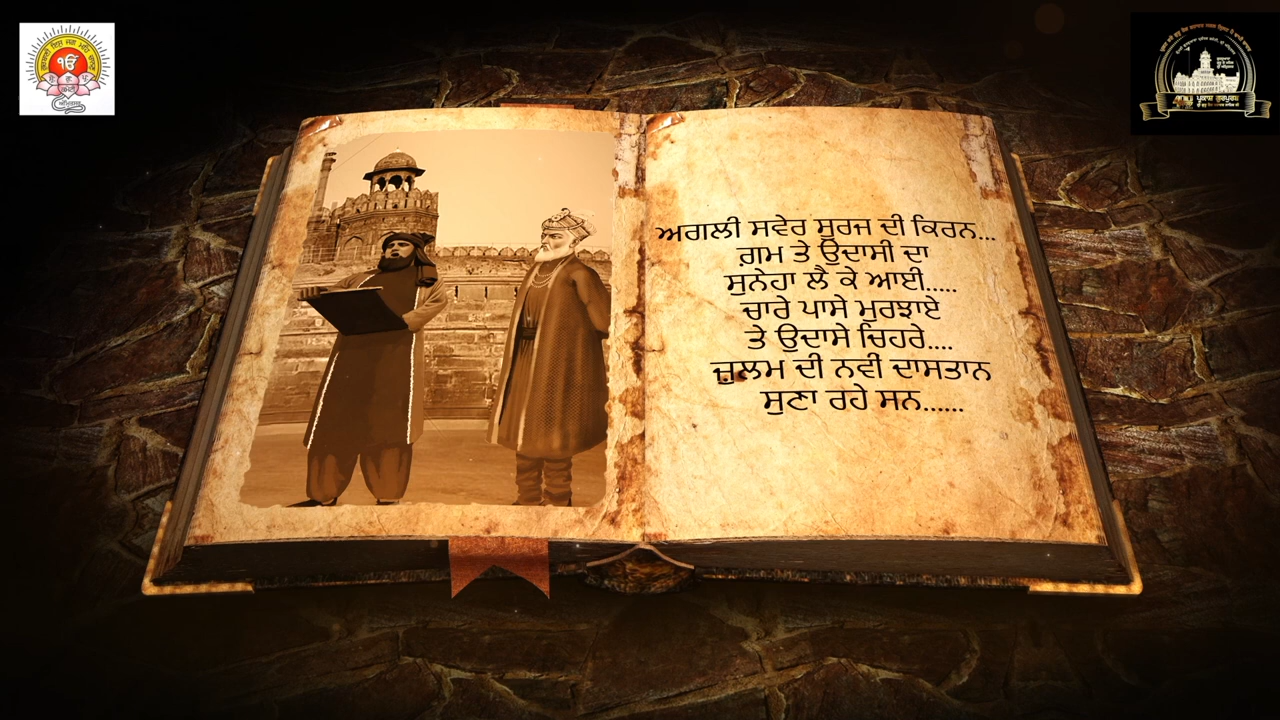 ਅਗਲੀ ਸਵੇਰ ਸੂਰਜ ਦੀ ਕਿਰਨ...
ਗ਼ਮ ਤੇ ਉਦਾਸੀ ਦਾ
ਸੁਨੇਹਾ ਲੈ ਕੇ ਆਈ.....
ਚਾਰੇ ਪਾਸੇ ਮੁਰਝਾਏ
ਤੇ ਉਦਾਸੇ ਚਿਹਰੇ....
ਜ਼ੁਲਮ ਦੀ ਨਵੀਂ ਦਾਸਤਾਨ
ਸੁਣਾ ਰਹੇ ਸਨ......
ੴ